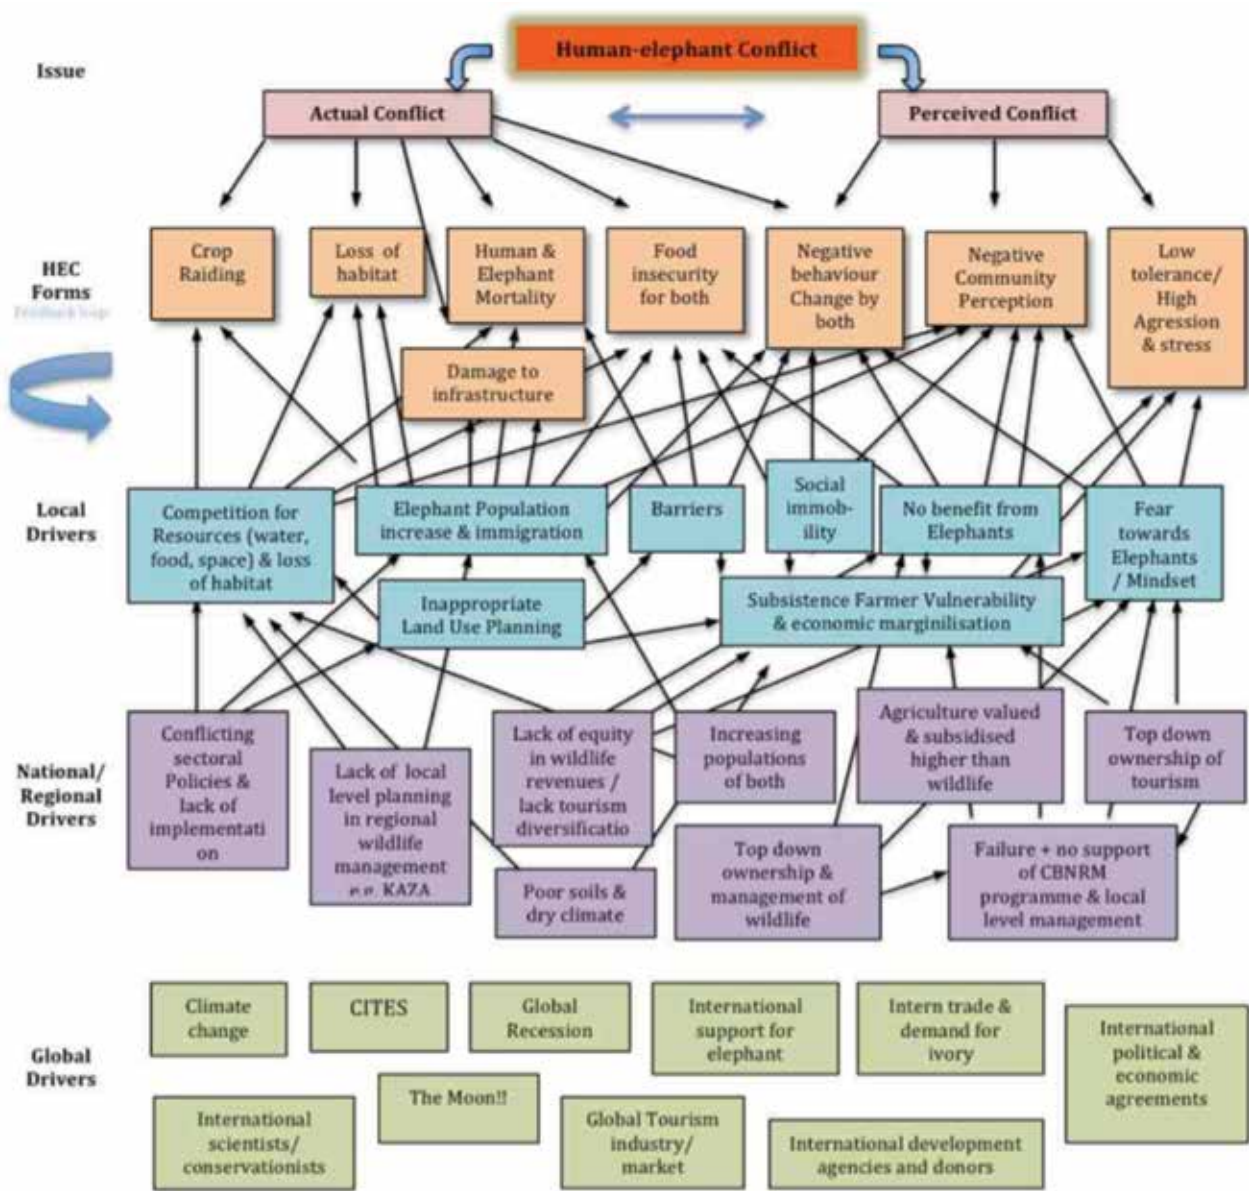 Human-elephant Conflict
Issue
Actual Conflict
Perceived Conflict
HEC
Forms
Feedback loop
Crop
Raiding
Loss of
habitat
Human &
Elephant
Mortality
Food
insecurity
for both
Negative
behaviour
Change by
both
Negative
Community
Perception
Low
tolerance/
High
Agression
& stress
Damage to
infrastructure
Local
Drivers
Competition for
Resources (water,
food, space) & loss
of habitat
Elephant Population
increase & immigration
Barriers
Social
immob-
ility
No benefit from
Elephants
Fear
towards
Elephants
/ Mindset
Inappropriate
Land Use Planning
Subsistence Farmer Vulnerability
& economic marginilisation
National/
Regional
Drivers
Conflicting
sectoral
Policies &
lack of
implementati
on
Lack of local
level planning
in regional
wildlife
management
KAZA
Lack of equity
in wildlife
revenues /
lack tourism
diversificatio
Increasing
populations
of both
Agriculture valued
& subsidised
higher than
wildlife
Top down
ownership of
tourism
Poor soils &
dry climate
Top down
ownership &
management of
wildlife
Failure + no support
of CBNRM
programme & local
level management
Global
Drivers
Climate
change
CITES
Global
Recession
International
support for
elephant
Intern trade &
demand for
ivory
International
political &
economic
agreements
International
scientists/
conservationists
The Moon!!
Global Tourism
industry/
market
International development
agencies and donors